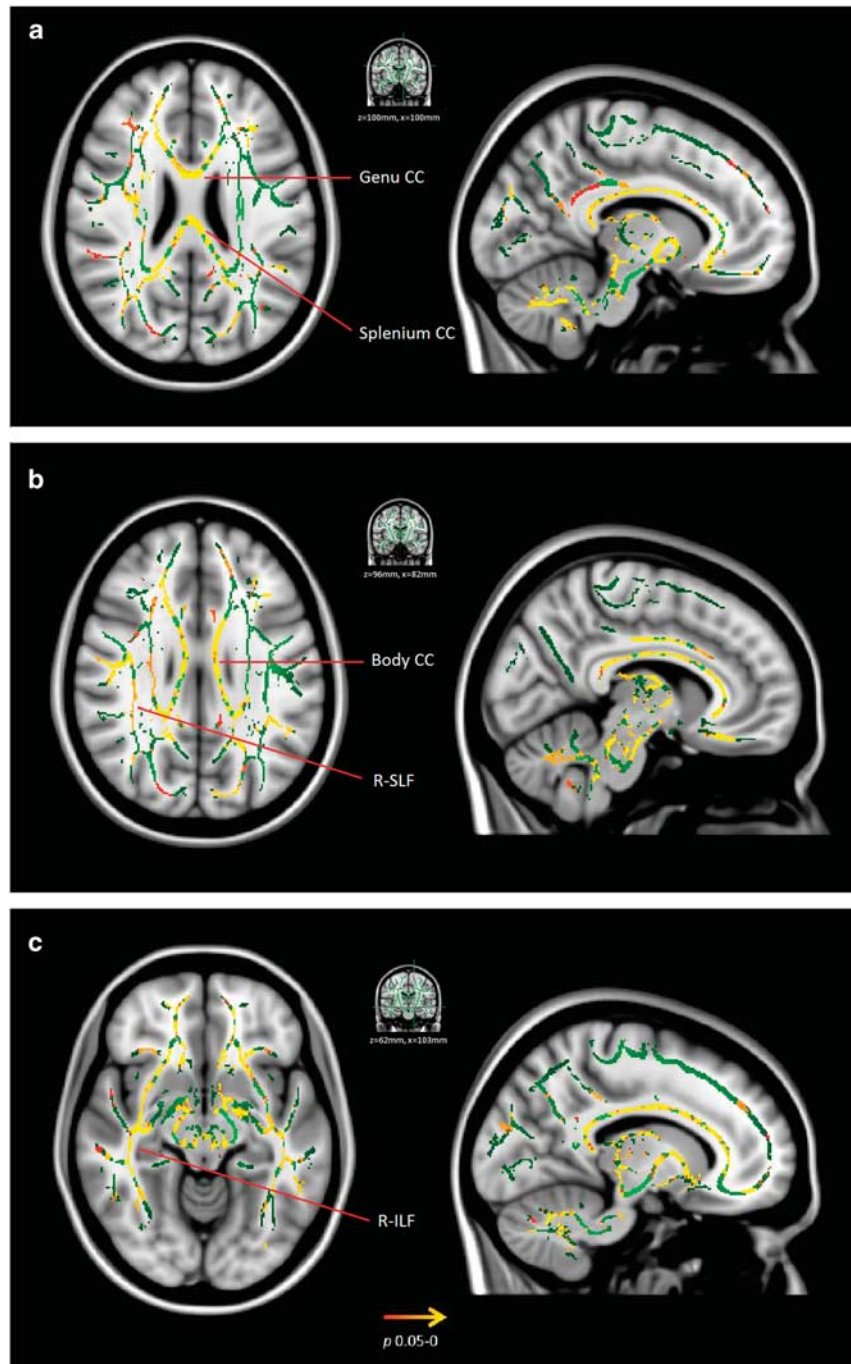 a
z=100mm, x=100mm
Genu CC
Splenium CC
b
z=96mm, x=82mm
Body CC
R-SLF
c
z=62mm, x=103mm
R-ILF
p 0.05-0